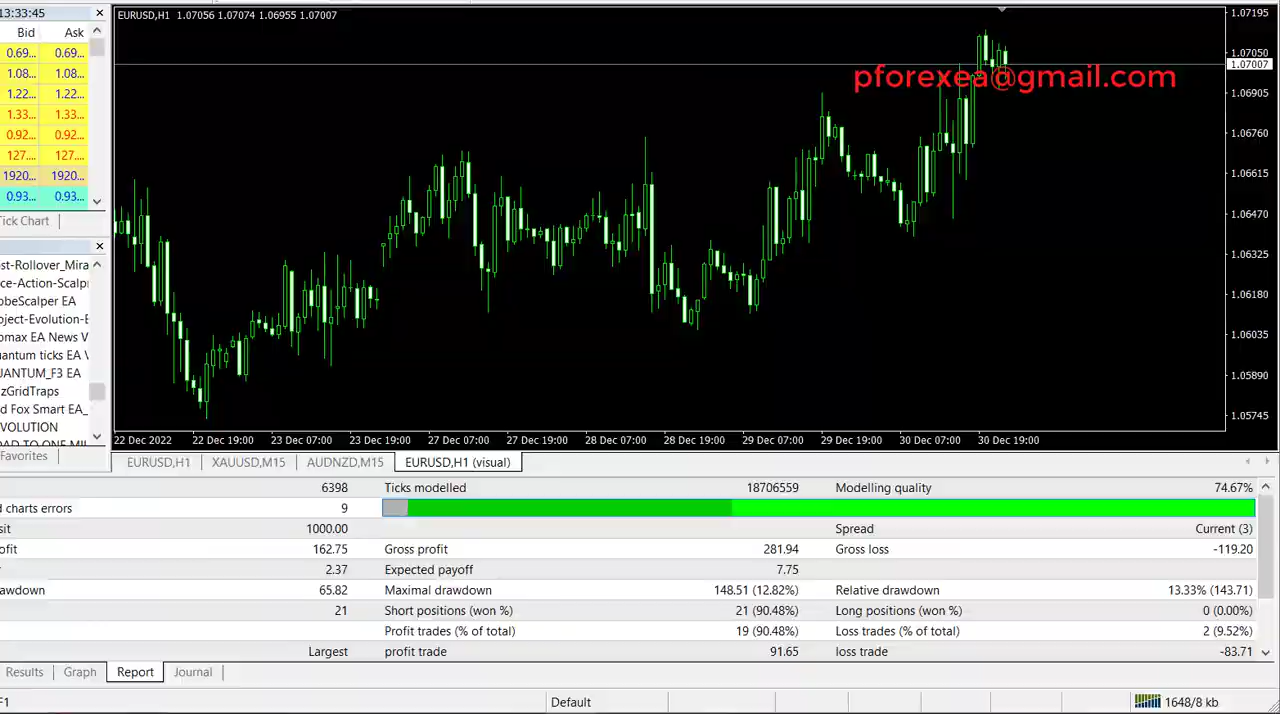 13:33:45
Bid Ask
0.69... 0.69...
1.08... 1.08...
1.22... 1.22...
1.33... 1.33...
0.92... 0.92...
127.... 127....
1920... 1920...
0.93... 0.93...
Tick Chart
st-Rollover_Mira
ce-Action-Scalp
obeScalper EA
oject-Evolution-E
omax EA News V
uantum ticks EA V
UANTUM_F3 EA
zGridTraps
d Fox Smart EA_
VOLUTION
OAD TO ONE MIL
Favorites
EURUSD,H1 1.07056 1.07074 1.06955 1.07007
pforexea@gmail.com
1.07195
1.07050
1.07007
1.06905
1.06760
1.06615
1.06470
1.06325
1.06180
1.06035
1.05890
1.05745
22 Dec 2022 22 Dec 19:00 23 Dec 07:00 23 Dec 19:00 27 Dec 07:00 27 Dec 19:00 28 Dec 07:00 28 Dec 19:00 29 Dec 07:00 29 Dec 19:00 30 Dec 07:00 30 Dec 19:00
EURUSD,H1 XAUUSD,M15 AUDNZD,M15 EURUSD,H1 (visual)
6398 Ticks modelled 18706559 Modelling quality 74.67%
d charts errors 9
sit 1000.00 Spread Current (3)
ofit 162.75 Gross profit 281.94 Gross loss -119.20
2.37 Expected payoff 7.75
awdown 65.82 Maximal drawdown 148.51 (12.82%) Relative drawdown 13.33% (143.71)
21 Short positions (won %) 21 (90.48%) Long positions (won %) 0 (0.00%)
Profit trades (% of total) 19 (90.48%) Loss trades (% of total) 2 (9.52%)
Largest profit trade 91.65 loss trade -83.71
Results Graph Report Journal
F1 Default 1648/8 kb